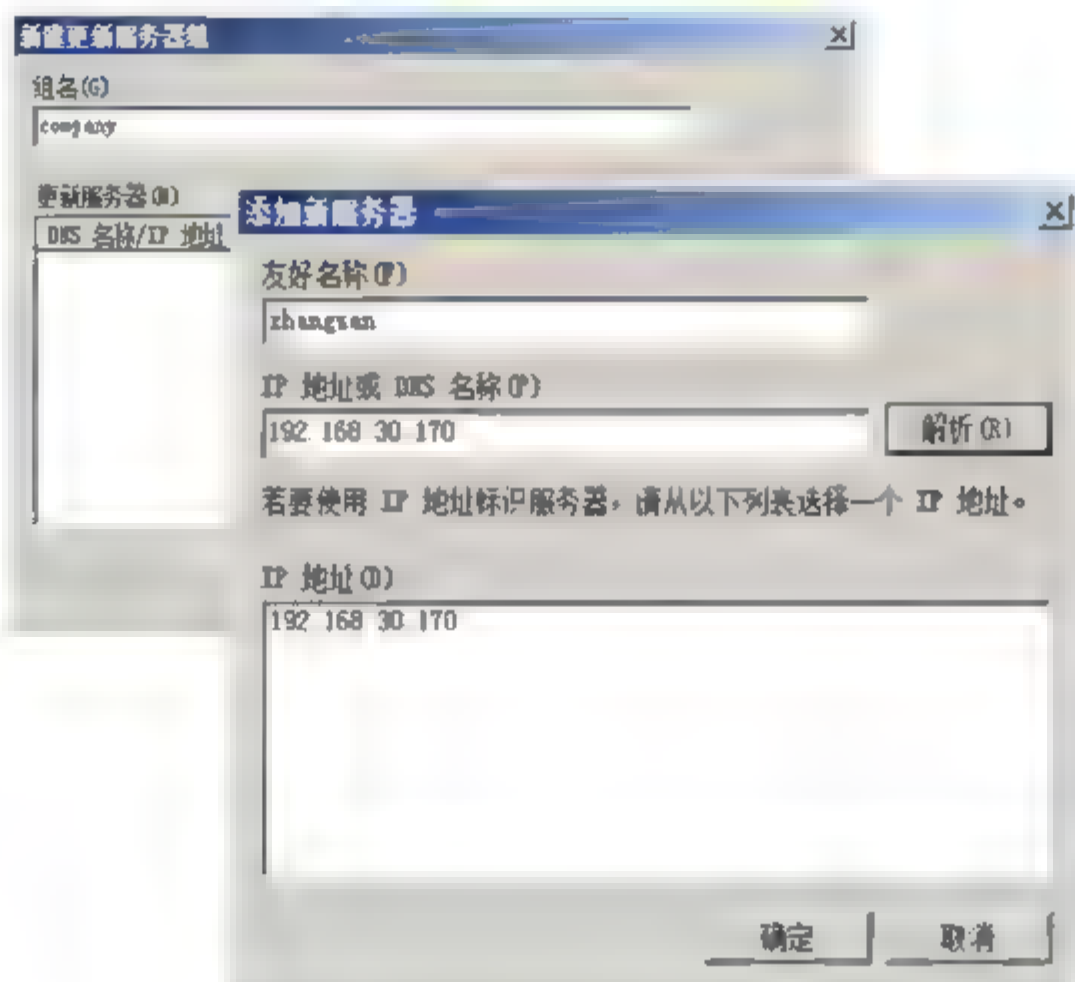 新建更新服务器组
组名(G)
company
更新服务器(M)
DNS 名称/IP 地址
添加新服务器
友好名称(F)
zhangsan
IP 地址或 DNS 名称(P)
192 168 30 170
解析(R)
若要使用 IP 地址标识服务器，请从以下列表选择一个 IP 地址。
IP 地址(D)
192 168 30 170
确定
取消